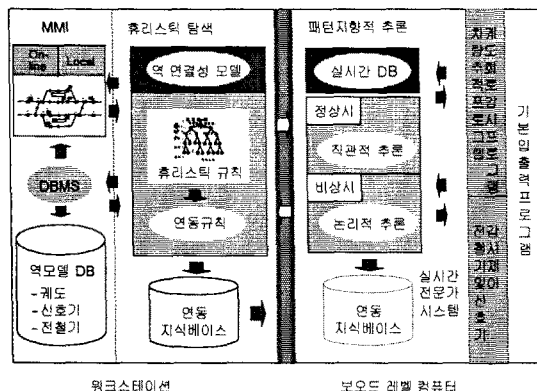 MMI
On-line
Local
DBMS
역모델 DB
-궤도
-신호기
-전철기
휴리스틱 탐색
역 연결성 모델
휴리스틱 규칙
연동규칙
연동
지식베이스
패턴지향적 추론
실시간 DB
정상시
직관적 추론
비상시
논리적 추론
연동
지식베이스
실시간
전문가
시스템
기본입출력프로그램
워크스테이션
보오드 레벨 컴퓨터